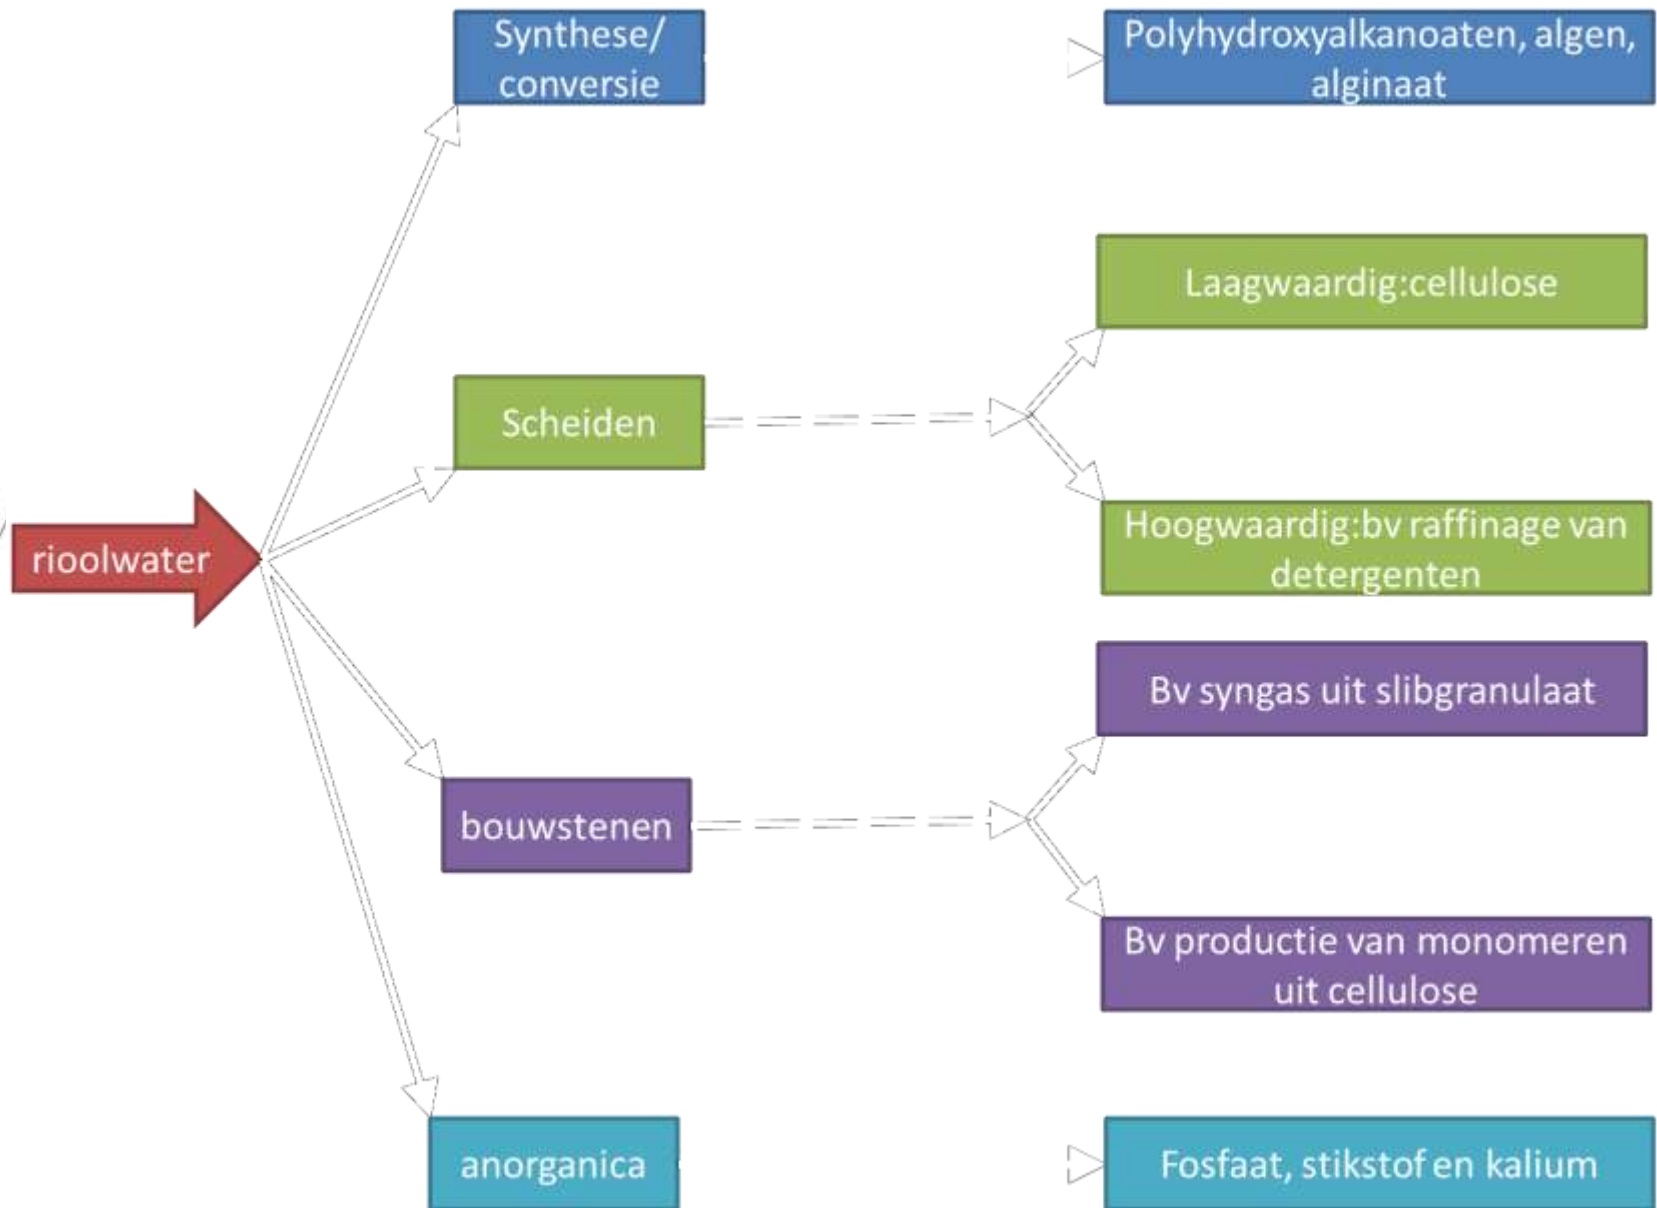 Synthese/
conversie
Polyhydroxyalkanoaten, algen,
alginaat
Laagwaardig:cellulose
Scheiden
Hoogwaardig:bv raffinage van
detergenten
rioolwater
Bv syngas uit slibgranulaat
bouwstenen
Bv productie van monomeren
uit cellulose
anorganica
Fosfaat, stikstof en kalium